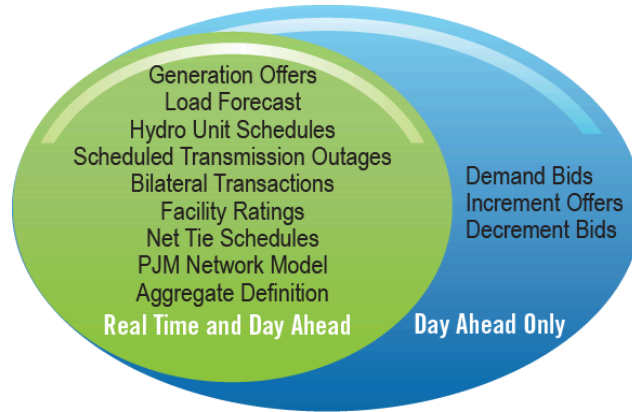 Generation Offers
Load Forecast
Hydro Unit Schedules
Scheduled Transmission Outages
Bilateral Transactions
Facility Ratings
Net Tie Schedules
PJM Network Model
Aggregate Definition
Real Time and Day Ahead
Demand Bids
Increment Offers
Decrement Bids
Day Ahead Only